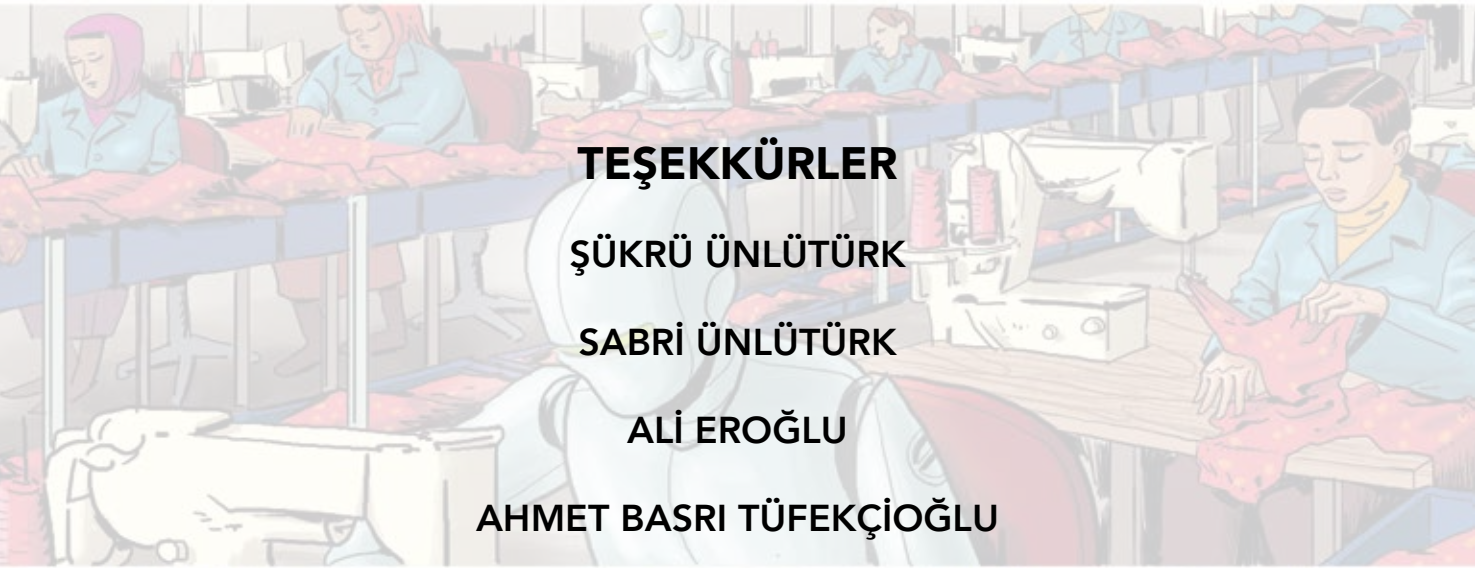 TEŞEKKÜRLER
ŞÜKRÜ ÜNLÜTÜRK
SABRİ ÜNLÜTÜRK
ALİ EROĞLU
AHMET BASRI TÜFEKÇİOĞLU